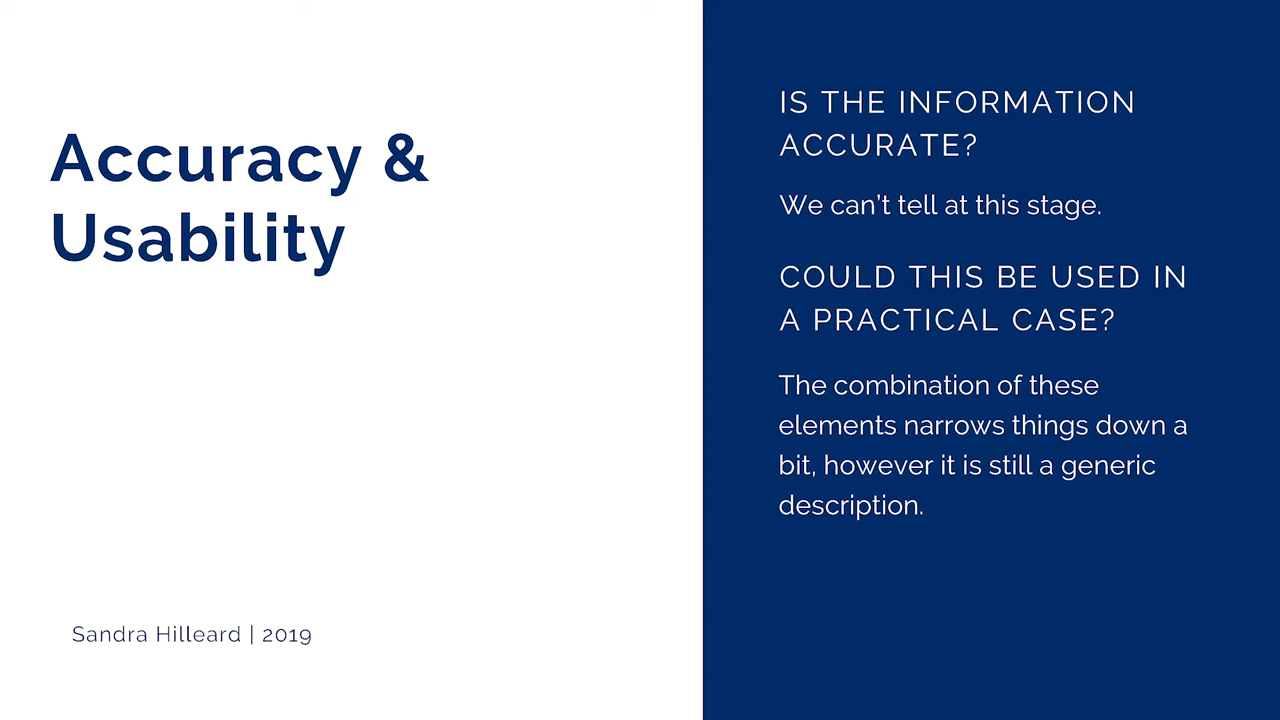 Accuracy &
Usability
Sandra Hilleard | 2019
IS THE INFORMATION
ACCURATE?
We can't tell at this stage.
COULD THIS BE USED IN
A PRACTICAL CASE?
The combination of these
elements narrows things down a
bit, however it is still a generic
description.